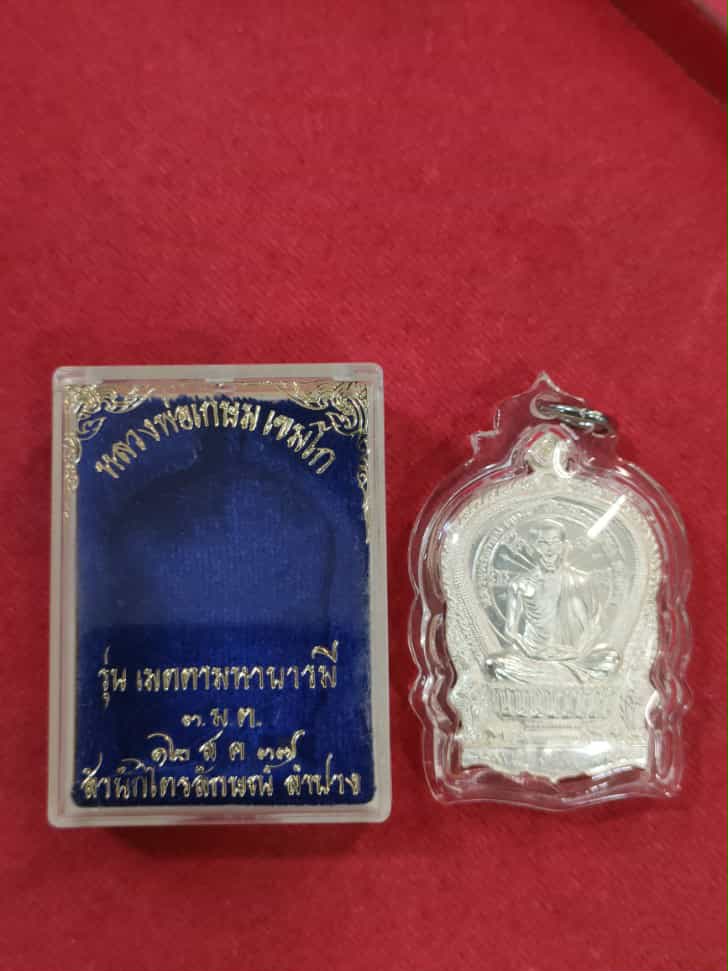 หลวงพ่อเกษม เขมโก
รุ่น เมตตามหาบารมี
๓. ม. ต.
๑๒ ส ค ๓๗
สำนักไตรลักษณ์ ลำปาง